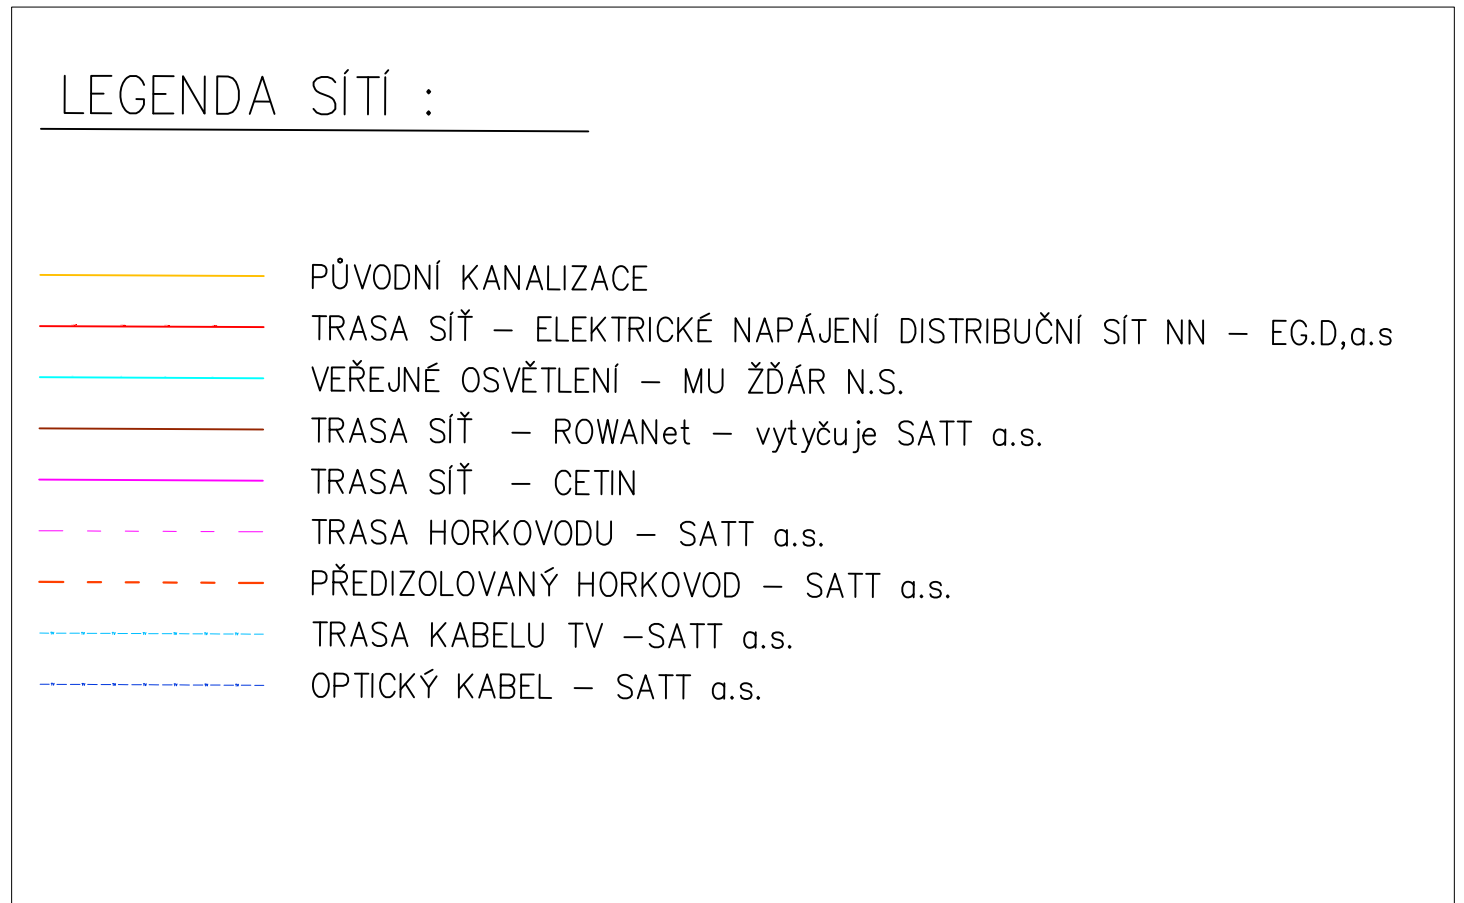 LEGENDA SÍTÍ :
PŮVODNÍ KANALIZACE
TRASA SÍŤ – ELEKTRICKÉ NAPÁJENÍ DISTRIBUČNÍ SÍT NN – EG.D,a.s
VEŘEJNÉ OSVĚTLENÍ – MU ŽĎÁR N.S.
TRASA SÍŤ – ROWANet – vytyčuje SATT a.s.
TRASA SÍŤ – CETIN
TRASA HORKOVODU – SATT a.s.
PŘEDIZOLOVANÝ HORKOVOD – SATT a.s.
TRASA KABELU TV –SATT a.s.
OPTICKÝ KABEL – SATT a.s.